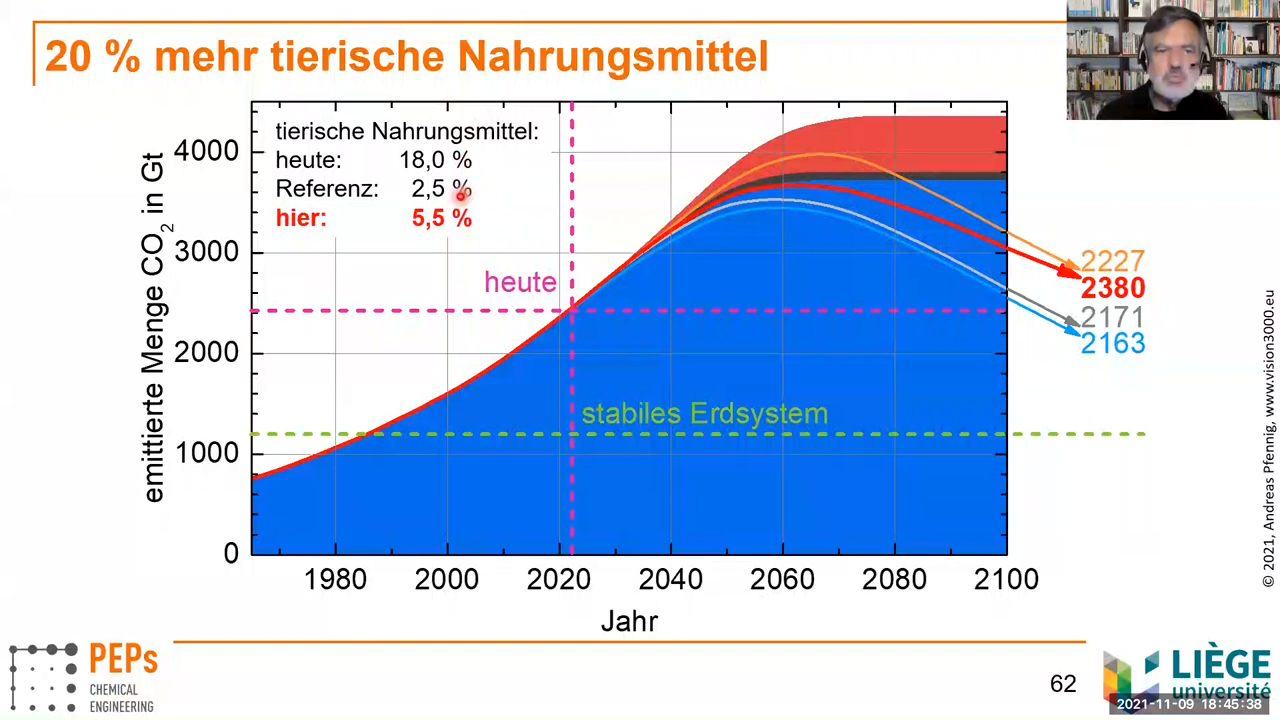 20 % mehr tierische Nahrungsmittel
emittierte Menge CO2 in Gt
4000
3000
2000
1000
0
tierische Nahrungsmittel:
heute: 18,0 %
Referenz: 2,5 %
hier: 5,5 %
heute
stabiles Erdsystem
2227
2380
2171
2163
1980 2000 2020 2040 2060 2080 2100
Jahr
© 2021, Andreas Pfennig, www.vision3000.eu
PEPs
CHEMICAL
ENGINEERING
62
LIÈGE
université
2021-11-09 18:45:38